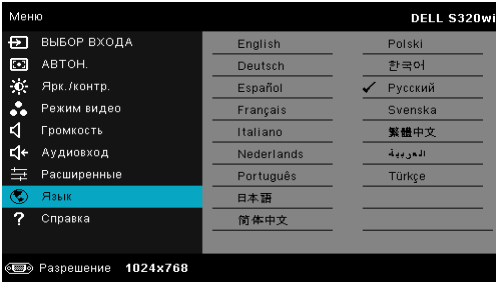 Меню DELL S320wi
ВЫБОР ВХОДА
АВТОН.
Ярк./контр.
Режим видео
Громкость
Аудиовход
Расширенные
Язык
Справка
English
Deutsch
Español
Français
Italiano
Nederlands
Português
日本語
简体中文
Polski
한국어
Русский
Svenska
繁體中文
العربية
Türkçe
Разрешение 1024x768